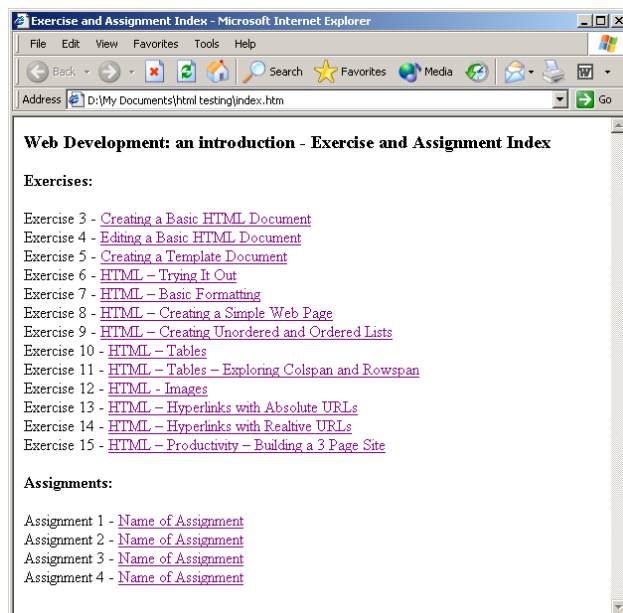 Exercise and Assignment Index - Microsoft Internet Explorer
File Edit View Favorites Tools Help
Back Search Favorites Media
Address D:\My Documents\html testing\index.htm Go
Web Development: an introduction - Exercise and Assignment Index
Exercises:
Exercise 3 - Creating a Basic HTML Document
Exercise 4 - Editing a Basic HTML Document
Exercise 5 - Creating a Template Document
Exercise 6 - HTML – Trying It Out
Exercise 7 - HTML – Basic Formatting
Exercise 8 - HTML – Creating a Simple Web Page
Exercise 9 - HTML – Creating Unordered and Ordered Lists
Exercise 10 - HTML – Tables
Exercise 11 - HTML – Tables – Exploring Colspan and Rowspan
Exercise 12 - HTML - Images
Exercise 13 - HTML – Hyperlinks with Absolute URLs
Exercise 14 - HTML – Hyperlinks with Realtive URLs
Exercise 15 - HTML – Productivity – Building a 3 Page Site
Assignments:
Assignment 1 - Name of Assignment
Assignment 2 - Name of Assignment
Assignment 3 - Name of Assignment
Assignment 4 - Name of Assignment